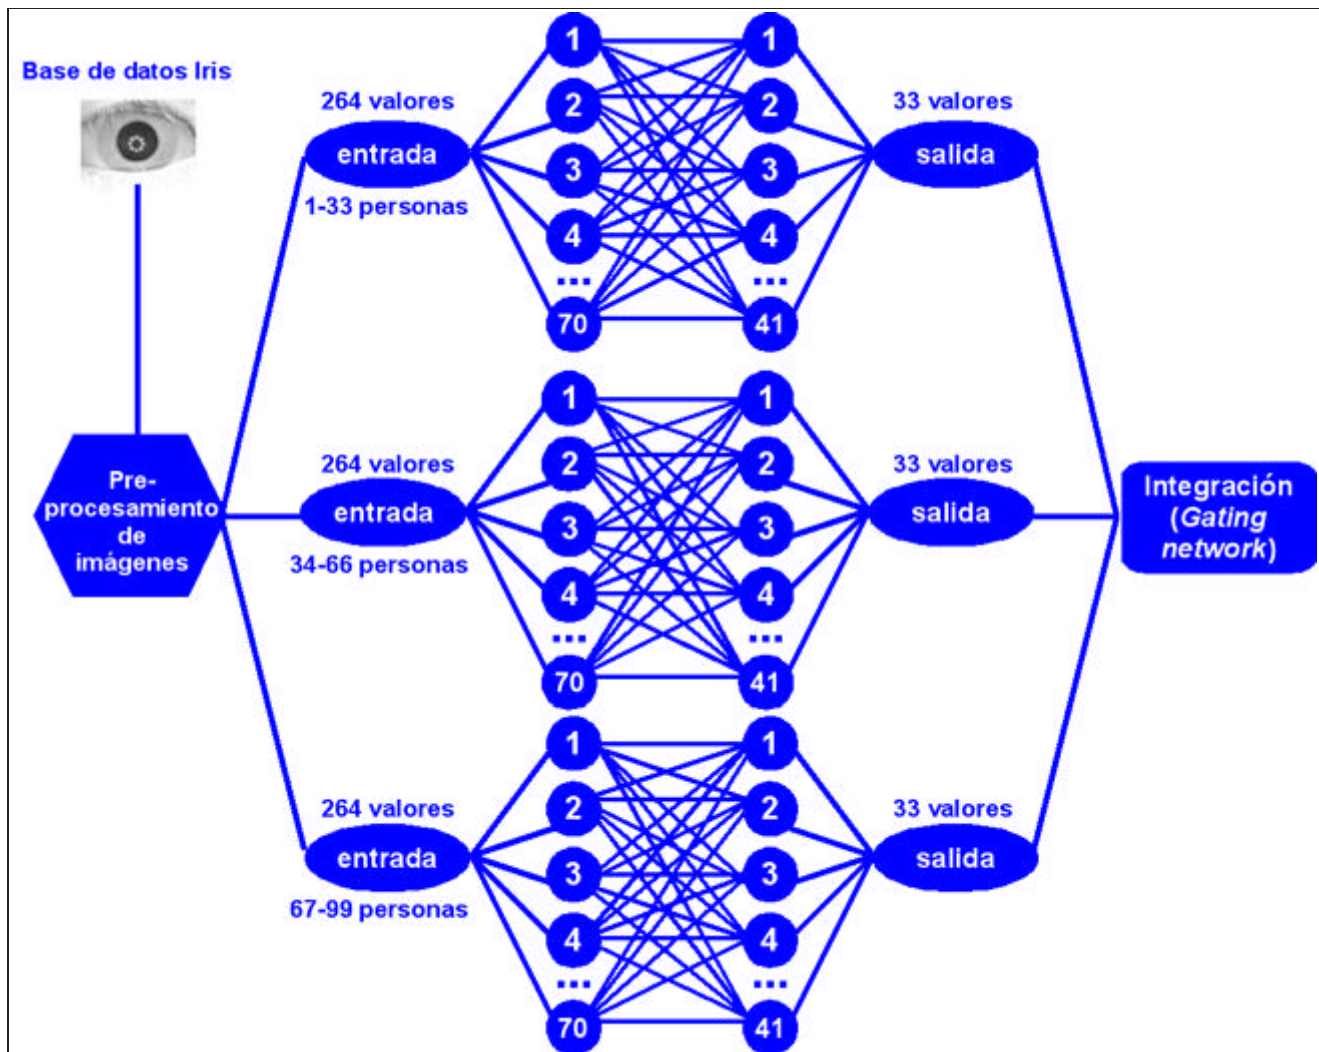 Base de datos Iris
Pre-
procesamiento
de
imágenes
264 valores
entrada
1-33 personas
1
2
3
4
...
70
1
2
3
4
...
41
33 valores
salida
264 valores
entrada
34-66 personas
1
2
3
4
...
70
1
2
3
4
...
41
33 valores
salida
264 valores
entrada
67-99 personas
1
2
3
4
...
70
1
2
3
4
...
41
33 valores
salida
Integración
(Gating
network)